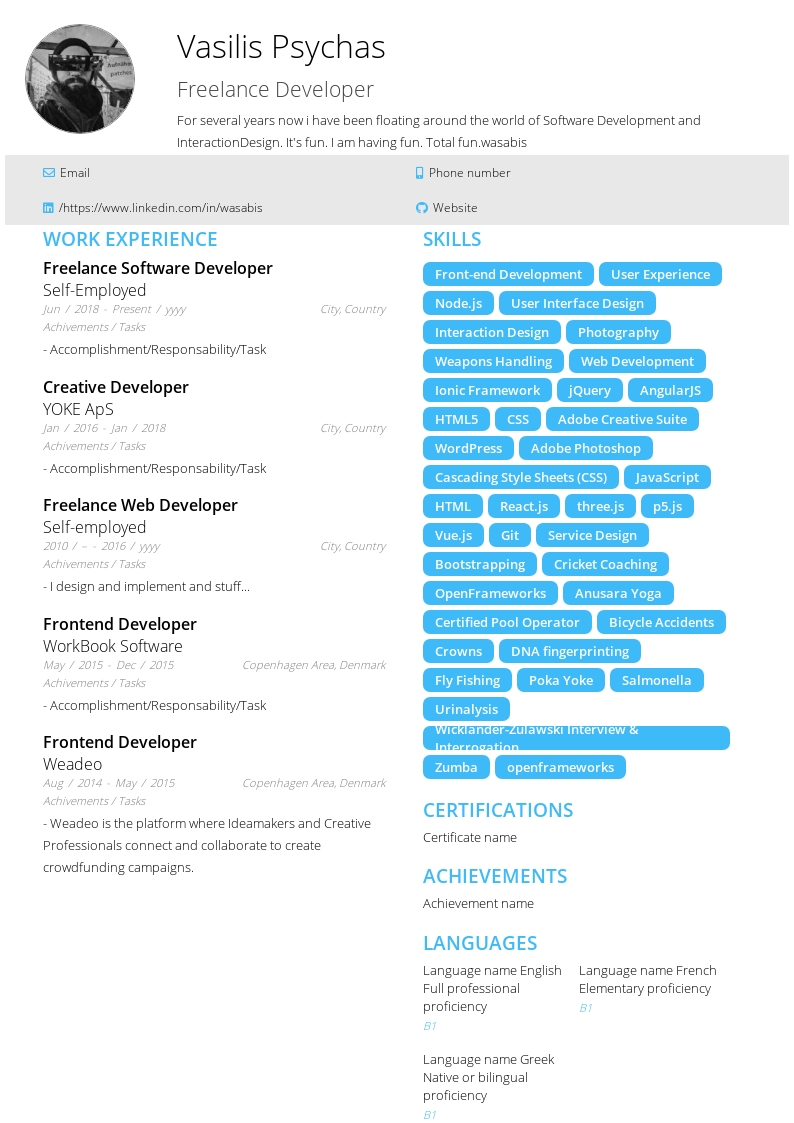 Vasilis Psychas
Freelance Developer
For several years now i have been floating around the world of Software Development and
InteractionDesign. It's fun. I am having fun. Total fun.wasabis
Email
Phone number
/https://www.linkedin.com/in/wasabis
Website
WORK EXPERIENCE
Freelance Software Developer
Self-Employed
Jun / 2018 - Present / yyyy City, Country
Achivements / Tasks
- Accomplishment/Responsability/Task
Creative Developer
YOKE ApS
Jan / 2016 - Jan / 2018 City, Country
Achivements / Tasks
- Accomplishment/Responsability/Task
Freelance Web Developer
Self-employed
2010 / – - 2016 / yyyy City, Country
Achivements / Tasks
- I design and implement and stuff...
Frontend Developer
WorkBook Software
May / 2015 - Dec / 2015 Copenhagen Area, Denmark
Achivements / Tasks
- Accomplishment/Responsability/Task
Frontend Developer
Weadeo
Aug / 2014 - May / 2015 Copenhagen Area, Denmark
Achivements / Tasks
- Weadeo is the platform where Ideamakers and Creative
Professionals connect and collaborate to create
crowdfunding campaigns.
SKILLS
Front-end Development User Experience
Node.js User Interface Design
Interaction Design Photography
Weapons Handling Web Development
Ionic Framework jQuery AngularJS
HTML5 CSS Adobe Creative Suite
WordPress Adobe Photoshop
Cascading Style Sheets (CSS) JavaScript
HTML React.js three.js p5.js
Vue.js Git Service Design
Bootstrapping Cricket Coaching
OpenFrameworks Anusara Yoga
Certified Pool Operator Bicycle Accidents
Crowns DNA fingerprinting
Fly Fishing Poka Yoke Salmonella
Urinalysis
Wicklander-Zulawski Interview &
Interrogation
Zumba openframeworks
CERTIFICATIONS
Certificate name
ACHIEVEMENTS
Achievement name
LANGUAGES
Language name English
Full professional
proficiency
B1
Language name French
Elementary proficiency
B1
Language name Greek
Native or bilingual
proficiency
B1